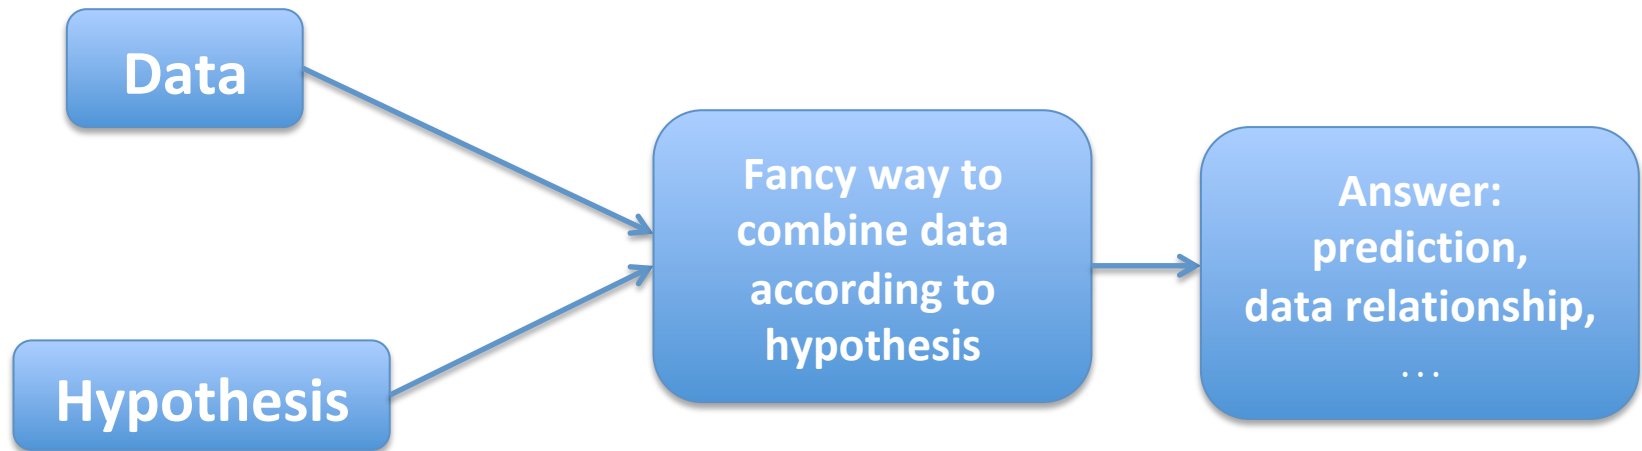 Data
Hypothesis
Fancy way to
combine data
according to
hypothesis
Answer:
prediction,
data relationship,
...